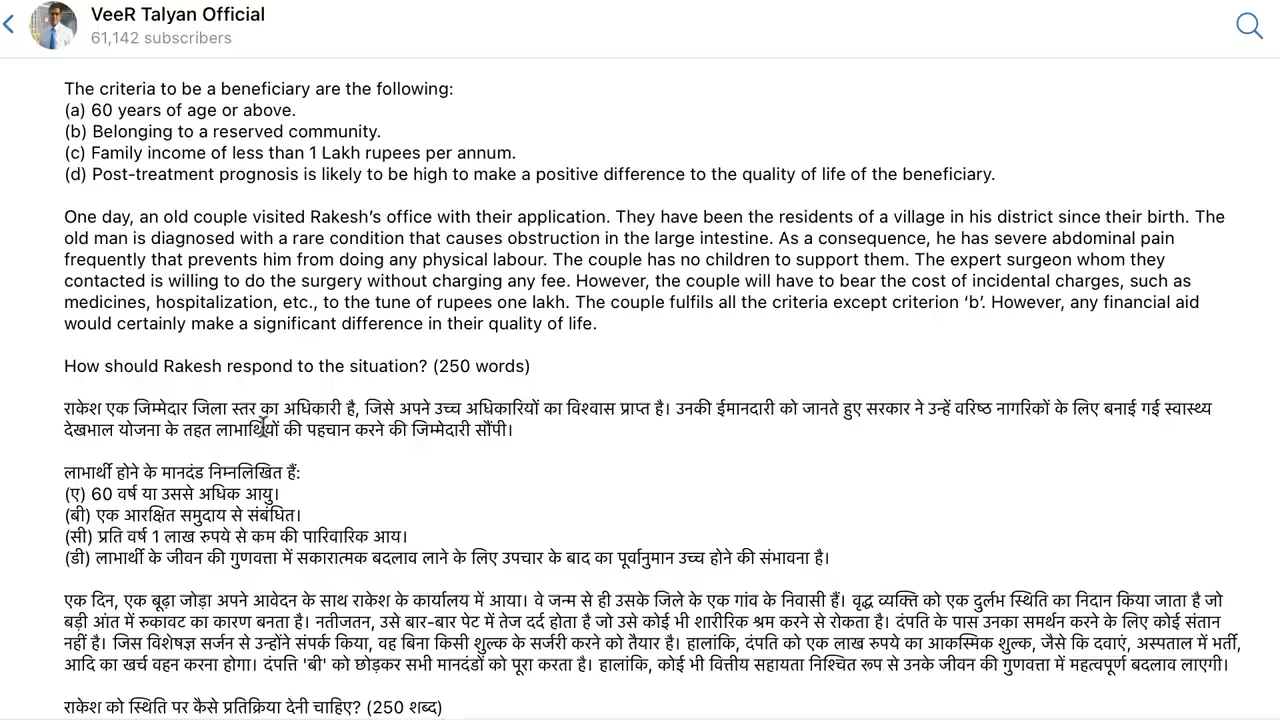 VeeR Talyan Official
61,142 subscribers
The criteria to be a beneficiary are the following:
(a) 60 years of age or above.
(b) Belonging to a reserved community.
(c) Family income of less than 1 Lakh rupees per annum.
(d) Post-treatment prognosis is likely to be high to make a positive difference to the quality of life of the beneficiary.
One day, an old couple visited Rakesh’s office with their application. They have been the residents of a village in his district since their birth. The
old man is diagnosed with a rare condition that causes obstruction in the large intestine. As a consequence, he has severe abdominal pain
frequently that prevents him from doing any physical labour. The couple has no children to support them. The expert surgeon whom they
contacted is willing to do the surgery without charging any fee. However, the couple will have to bear the cost of incidental charges, such as
medicines, hospitalization, etc., to the tune of rupees one lakh. The couple fulfils all the criteria except criterion ‘b’. However, any financial aid
would certainly make a significant difference in their quality of life.
How should Rakesh respond to the situation? (250 words)
राकेश एक जिम्मेदार जिला स्तर का अधिकारी है, जिसे अपने उच्च अधिकारियों का विश्वास प्राप्त है। उनकी ईमानदारी को जानते हुए सरकार ने उन्हें वरिष्ठ नागरिकों के लिए बनाई गई स्वास्थ्य
देखभाल योजना के तहत लाभार्थियों की पहचान करने की जिम्मेदारी सौंपी।
लाभार्थी होने के मानदंड निम्नलिखित हैं:
(ए) 60 वर्ष या उससे अधिक आयु।
(बी) एक आरक्षित समुदाय से संबंधित।
(सी) प्रति वर्ष 1 लाख रुपये से कम की पारिवारिक आय।
(डी) लाभार्थी के जीवन की गुणवत्ता में सकारात्मक बदलाव लाने के लिए उपचार के बाद का पूर्वानुमान उच्च होने की संभावना है।
एक दिन, एक बूढ़ा जोड़ा अपने आवेदन के साथ राकेश के कार्यालय में आया। वे जन्म से ही उसके जिले के एक गांव के निवासी हैं। वृद्ध व्यक्ति को एक दुर्लभ स्थिति का निदान किया जाता है जो
बड़ी आंत में रुकावट का कारण बनता है। नतीजतन, उसे बार-बार पेट में तेज दर्द होता है जो उसे कोई भी शारीरिक श्रम करने से रोकता है। दंपति के पास उनका समर्थन करने के लिए कोई संतान
नहीं है। जिस विशेषज्ञ सर्जन से उन्होंने संपर्क किया, वह बिना किसी शुल्क के सर्जरी करने को तैयार है। हालांकि, दंपति को एक लाख रुपये का आकस्मिक शुल्क, जैसे कि दवाएं, अस्पताल में भर्ती,
आदि का खर्च वहन करना होगा। दंपत्ति 'बी' को छोड़कर सभी मानदंडों को पूरा करता है। हालांकि, कोई भी वित्तीय सहायता निश्चित रूप से उनके जीवन की गुणवत्ता में महत्वपूर्ण बदलाव लाएगी।
राकेश को स्थिति पर कैसे प्रतिक्रिया देनी चाहिए? (250 शब्द)